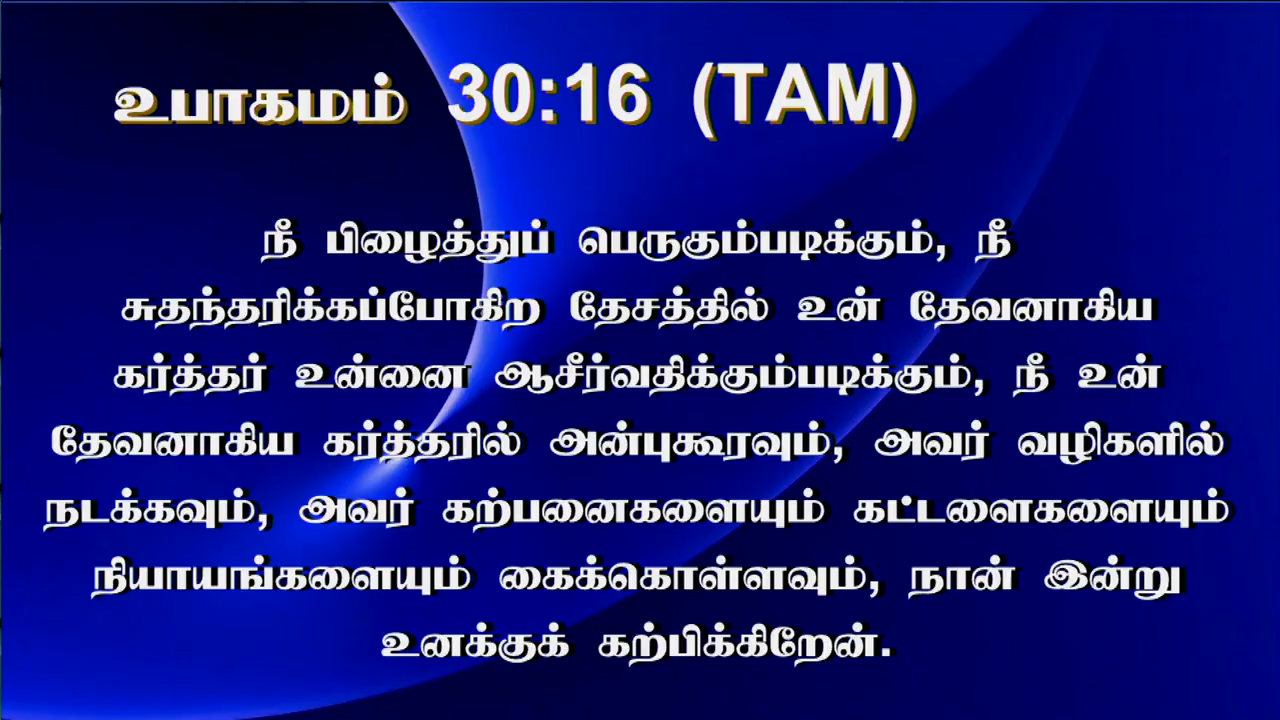 உபாகமம் 30:16 (TAM)
நீ பிழைத்துப் பெருகும்படிக்கும், நீ
சுதந்தரிக்கப்போகிற தேசத்தில் உன் தேவனாகிய
கர்த்தர் உன்னை ஆசீர்வதிக்கும்படிக்கும், நீ உன்
தேவனாகிய கர்த்தரில் அன்புகூரவும், அவர் வழிகளில்
நடக்கவும், அவர் கற்பனைகளையும் கட்டளைகளையும்
நியாயங்களையும் கைக்கொள்ளவும், நான் இன்று
உனக்குக் கற்பிக்கிறேன்.